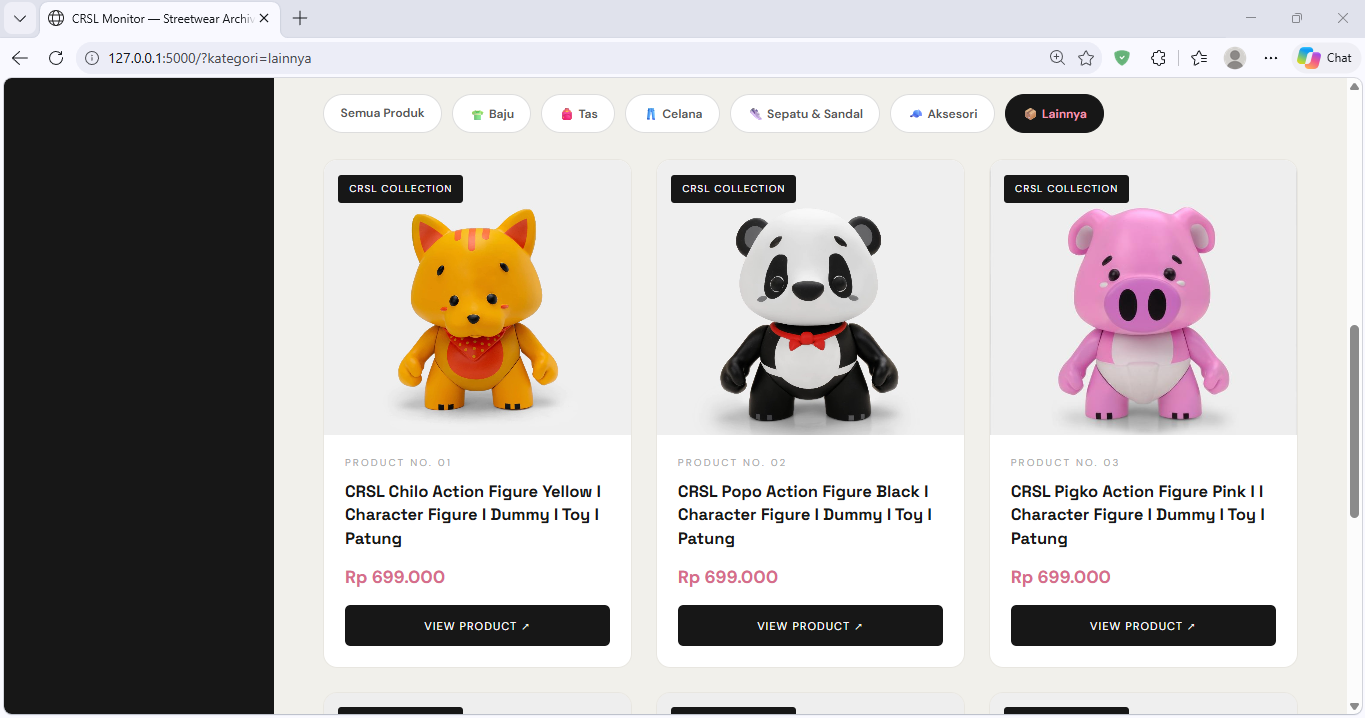 CRSL Monitor — Streetwear Archiv
127.0.0.1:5000/?kategori=lainnya
Chat
Semua Produk
Baju
Tas
Celana
Sepatu & Sandal
Aksesori
Lainnya
CRSL COLLECTION
CRSL COLLECTION
CRSL COLLECTION
PRODUCT NO. 01
CRSL Chilo Action Figure Yellow I
Character Figure I Dummy I Toy I
Patung
Rp 699.000
VIEW PRODUCT ↗
PRODUCT NO. 02
CRSL Popo Action Figure Black I
Character Figure I Dummy I Toy I
Patung
Rp 699.000
VIEW PRODUCT ↗
PRODUCT NO. 03
CRSL Pigko Action Figure Pink I I
Character Figure I Dummy I Toy I
Patung
Rp 699.000
VIEW PRODUCT ↗